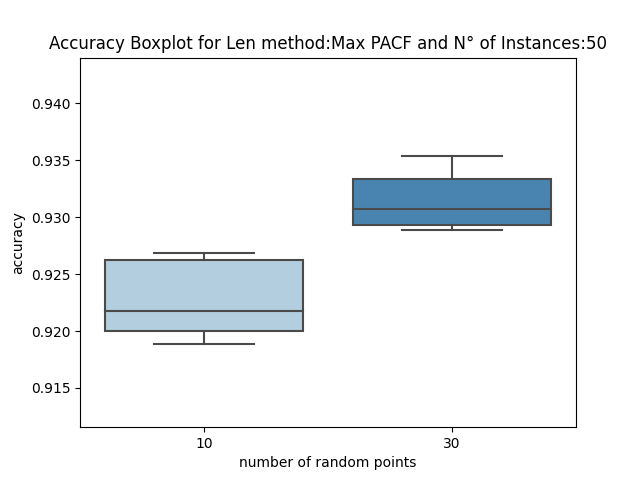 Accuracy Boxplot for Len method:Max PACF and N° of Instances:50
0.940
0.935
0.930
0.925
0.920
0.915
accuracy
10 30
number of random points